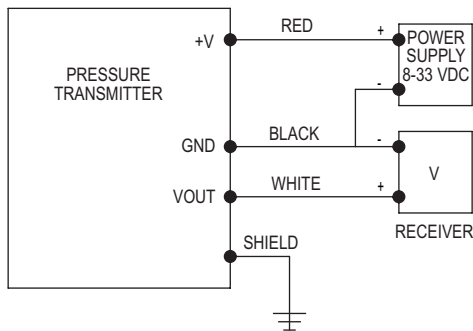 RED
+V
+
POWER
SUPPLY
8-33 VDC
-
PRESSURE
TRANSMITTER
GND
BLACK
-
V
VOUT
WHITE
+
RECEIVER
SHIELD